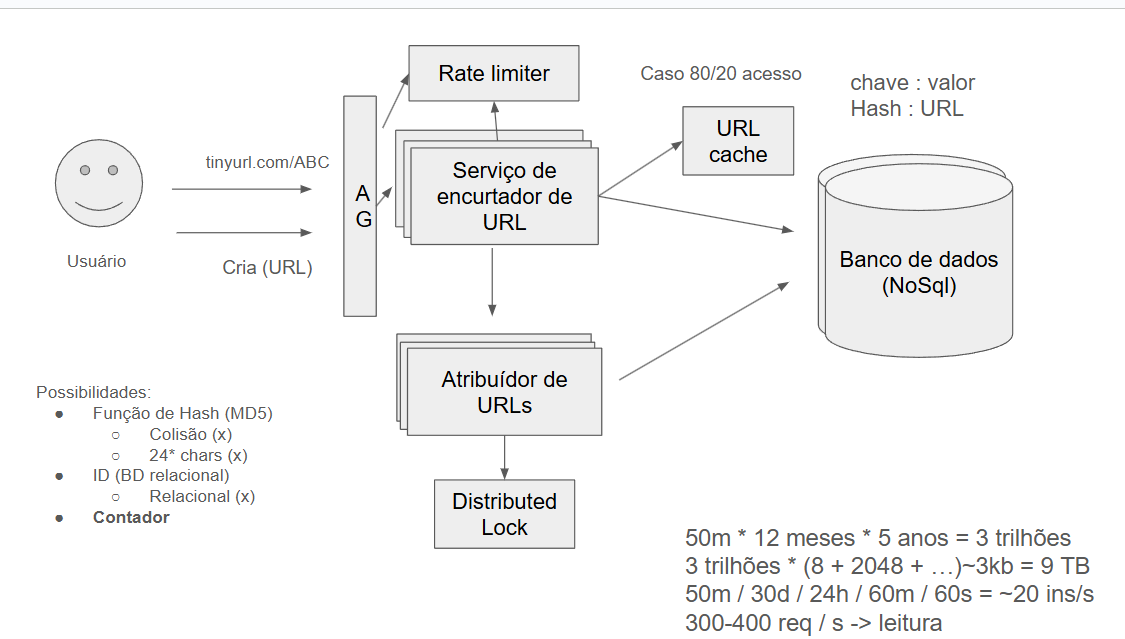 Rate limiter
Caso 80/20 acesso
chave : valor
Hash : URL
URL
cache
tinyurl.com/ABC
A
G
Serviço de
encurtador de
URL
Usuário
Cria (URL)
Banco de dados
(NoSql)
Atribuídor de
URLs
Possibilidades:
● Função de Hash (MD5)
○ Colisão (x)
○ 24* chars (x)
● ID (BD relacional)
○ Relacional (x)
● Contador
Distributed
Lock
50m * 12 meses * 5 anos = 3 trilhões
3 trilhões * (8 + 2048 + …)~3kb = 9 TB
50m / 30d / 24h / 60m / 60s = ~20 ins/s
300-400 req / s -> leitura